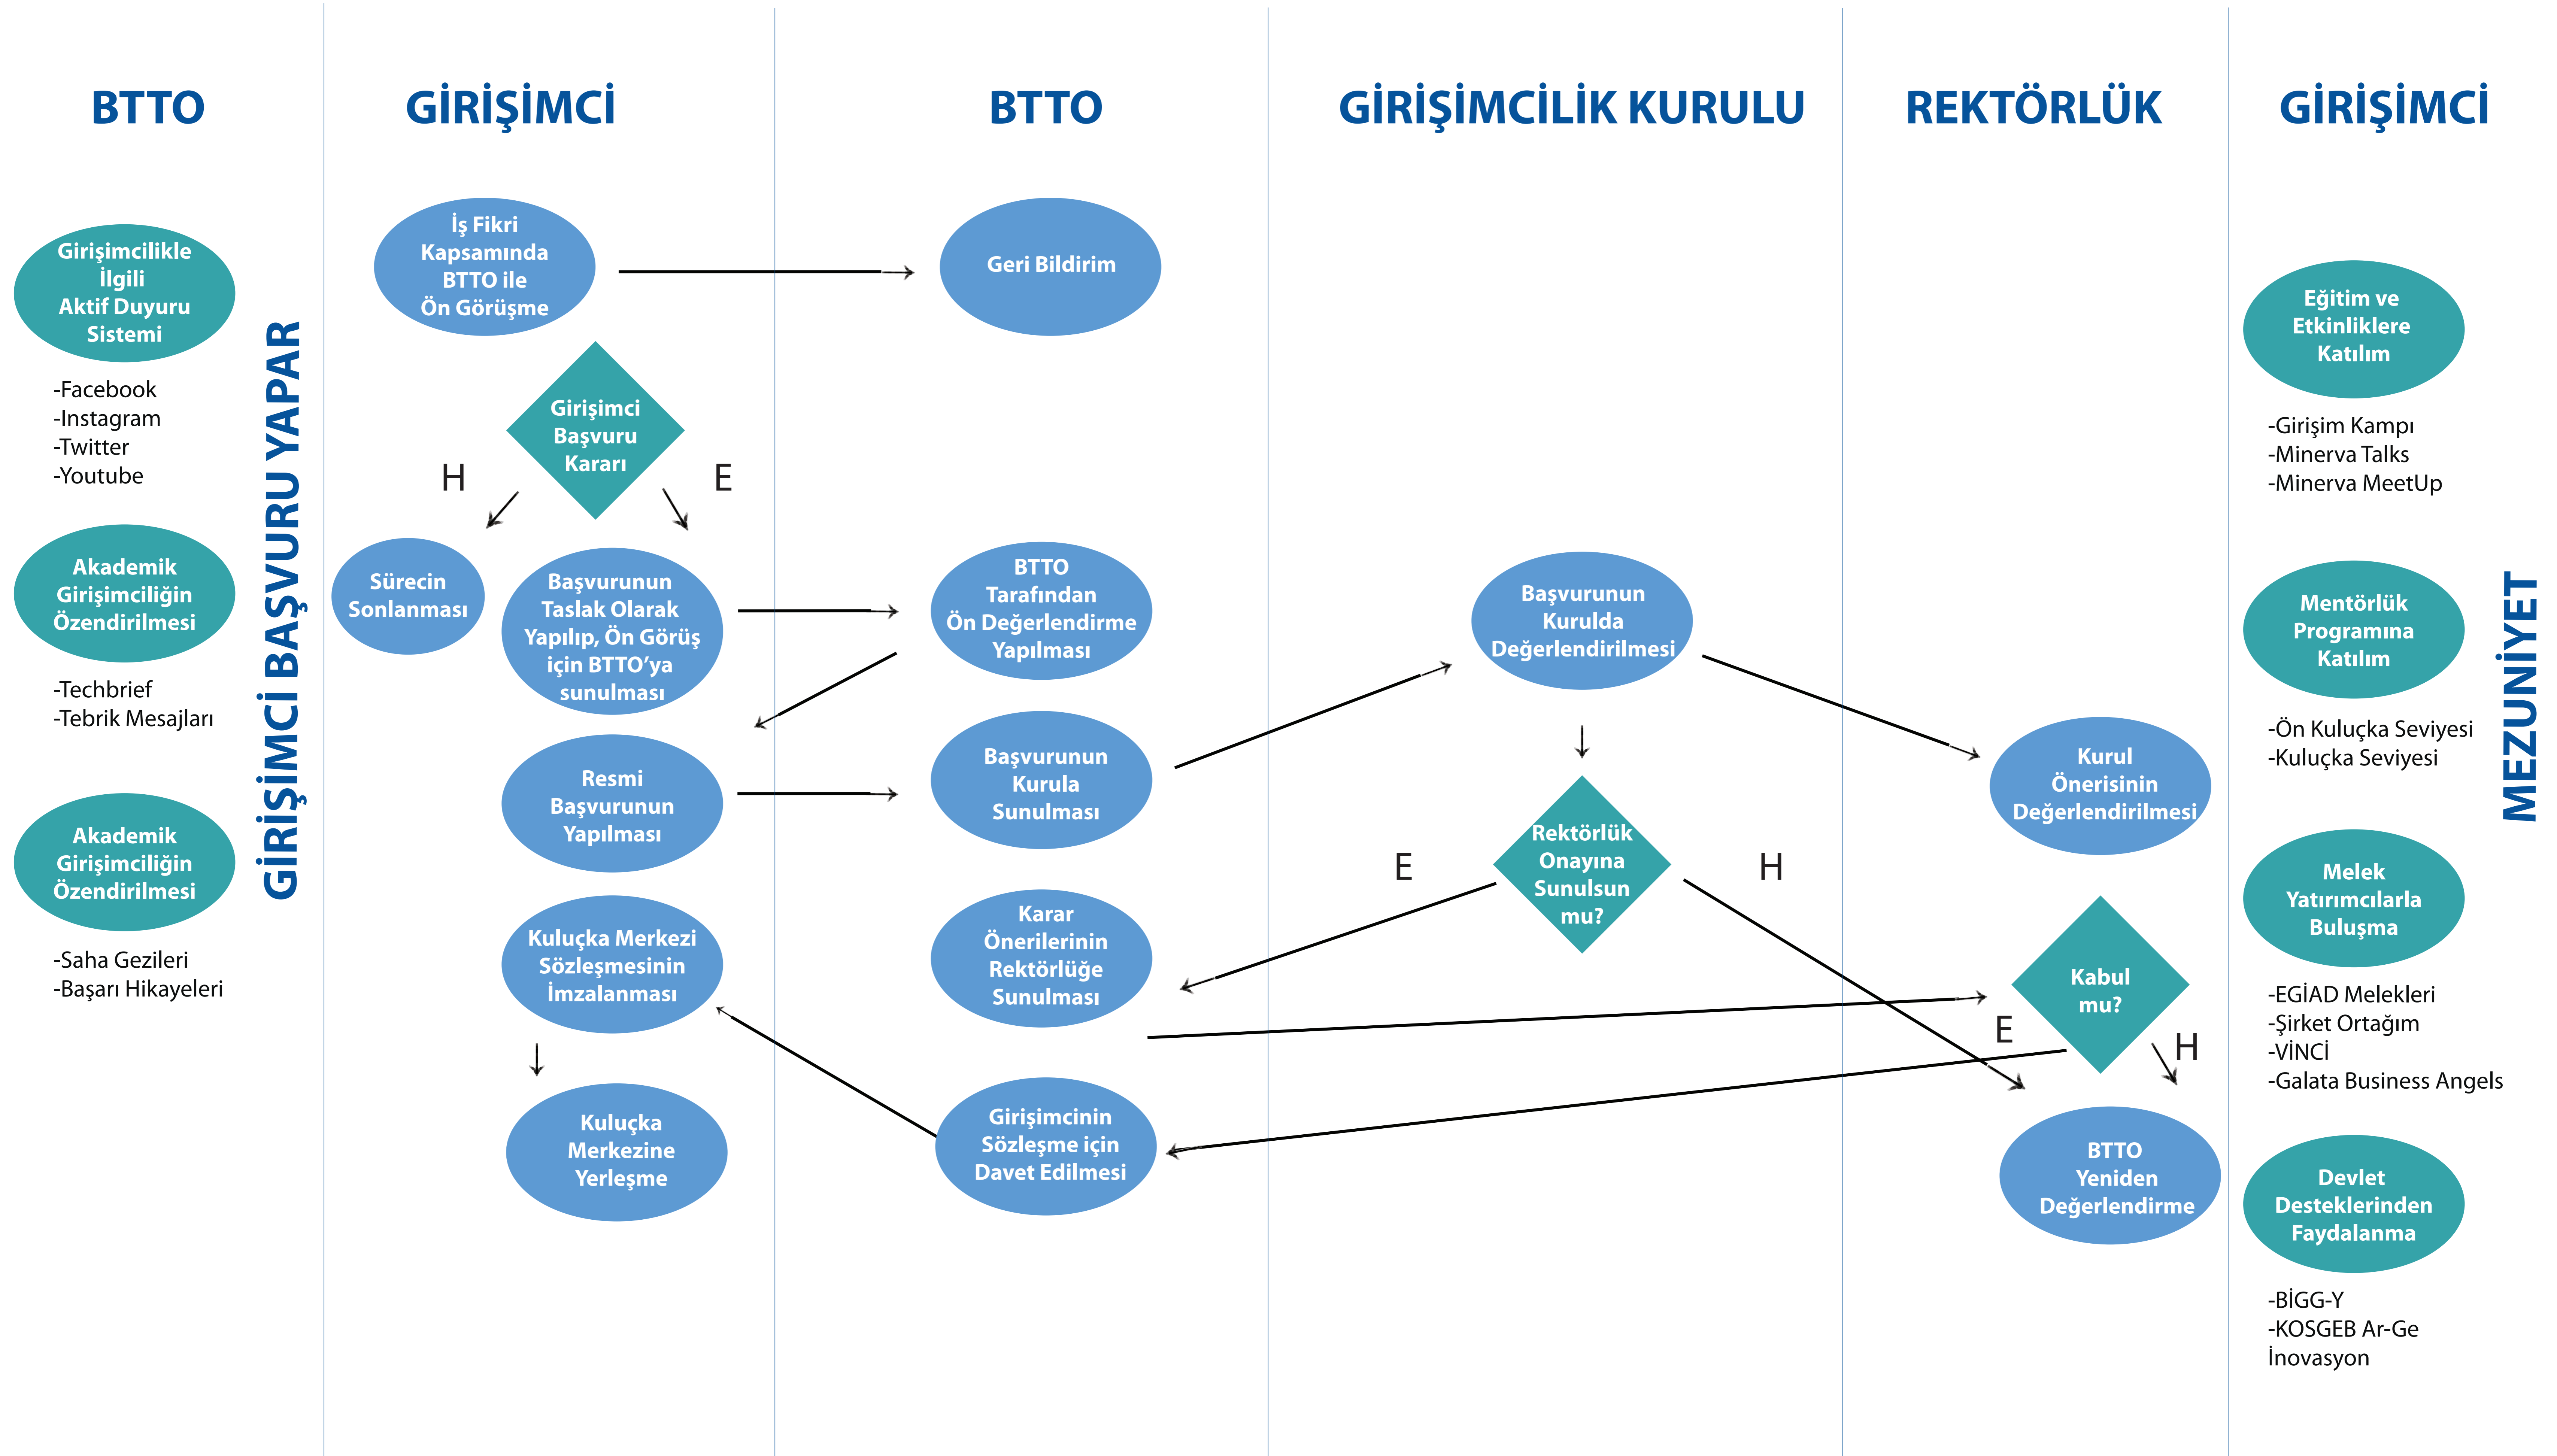 BTTO
GİRİŞİMCİ
BTTO
GİRİŞİMCİLİK KURULU
REKTÖRLÜK
GİRİŞİMCİ
Girişimcilikle
İlgili
Aktif Duyuru
Sistemi
-Facebook
-Instagram
-Twitter
-Youtube
Akademik
Girişimciliğin
Özendirilmesi
-Techbrief
-Tebrik Mesajları
Akademik
Girişimciliğin
Özendirilmesi
-Saha Gezileri
-Başarı Hikayeleri
GİRİŞİMCİ BAŞVURU YAPAR
İş Fikri
Kapsamında
BTTO ile
Ön Görüşme
Girişimci
Başvuru
Kararı
H
E
Sürecin
Sonlanması
Başvurunun
Taslak Olarak
Yapılıp, Ön Görüş
için BTTO'ya
sunulması
Resmi
Başvurunun
Yapılması
Kuluçka Merkezi
Sözleşmesinin
İmzalanması
Kuluçka
Merkezine
Yerleşme
Geri Bildirim
BTTO
Tarafından
Ön Değerlendirme
Yapılması
Başvurunun
Kurula
Sunulması
Karar
Önerilerinin
Rektörlüğe
Sunulması
Girişimcinin
Sözleşme için
Davet Edilmesi
Başvurunun
Kurulda
Değerlendirilmesi
Rektörlük
Onayına
Sunulsun
mu?
E
H
Kurul
Önerisinin
Değerlendirilmesi
Kabul
mu?
E
H
BTTO
Yeniden
Değerlendirme
Eğitim ve
Etkinliklere
Katılım
-Girişim Kampı
-Minerva Talks
-Minerva MeetUp
Mentörlük
Programına
Katılım
-Ön Kuluçka Seviyesi
-Kuluçka Seviyesi
Melek
Yatırımcılarla
Buluşma
-EGİAD Melekleri
-Şirket Ortağım
-VİNCİ
-Galata Business Angels
Devlet
Desteklerinden
Faydalanma
-BİGG-Y
-KOSGEB Ar-Ge
İnovasyon
MEZUNİYET